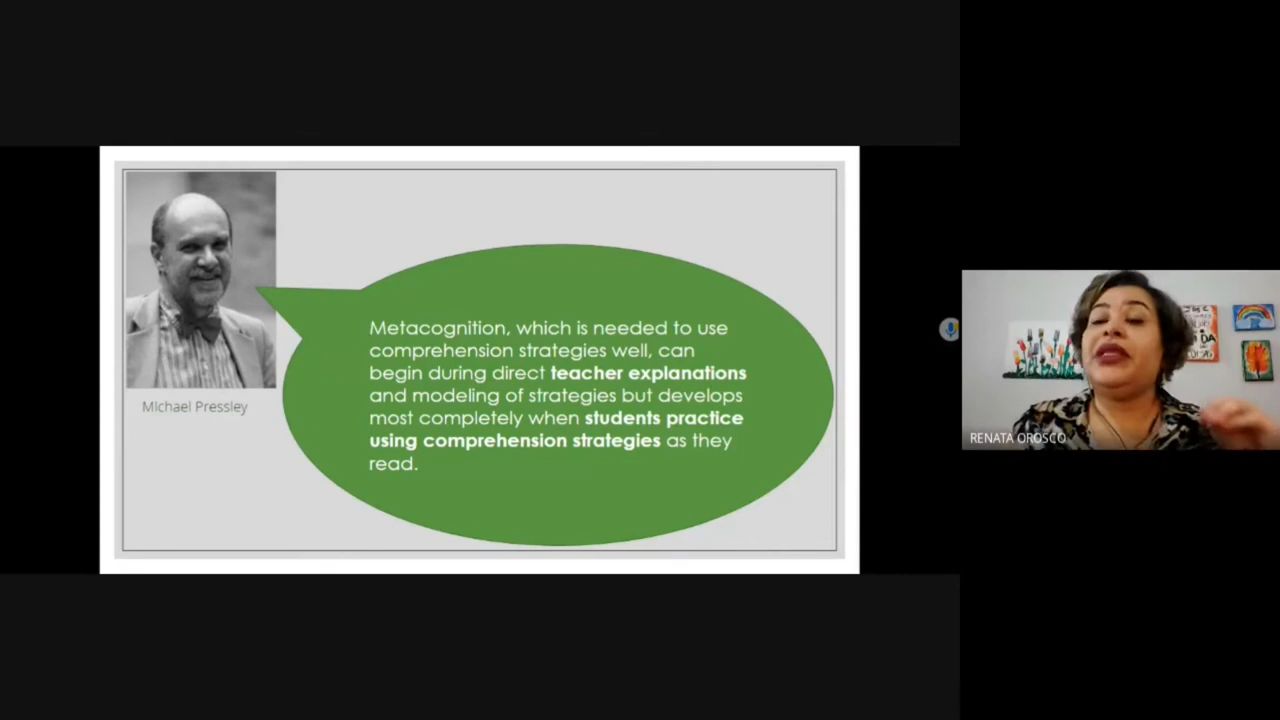 Metacognition, which is needed to use
comprehension strategies well, can
begin during direct teacher explanations
and modeling of strategies but develops
most completely when students practice
using comprehension strategies as they
read.
Michael Pressley
RENATA OROSCO